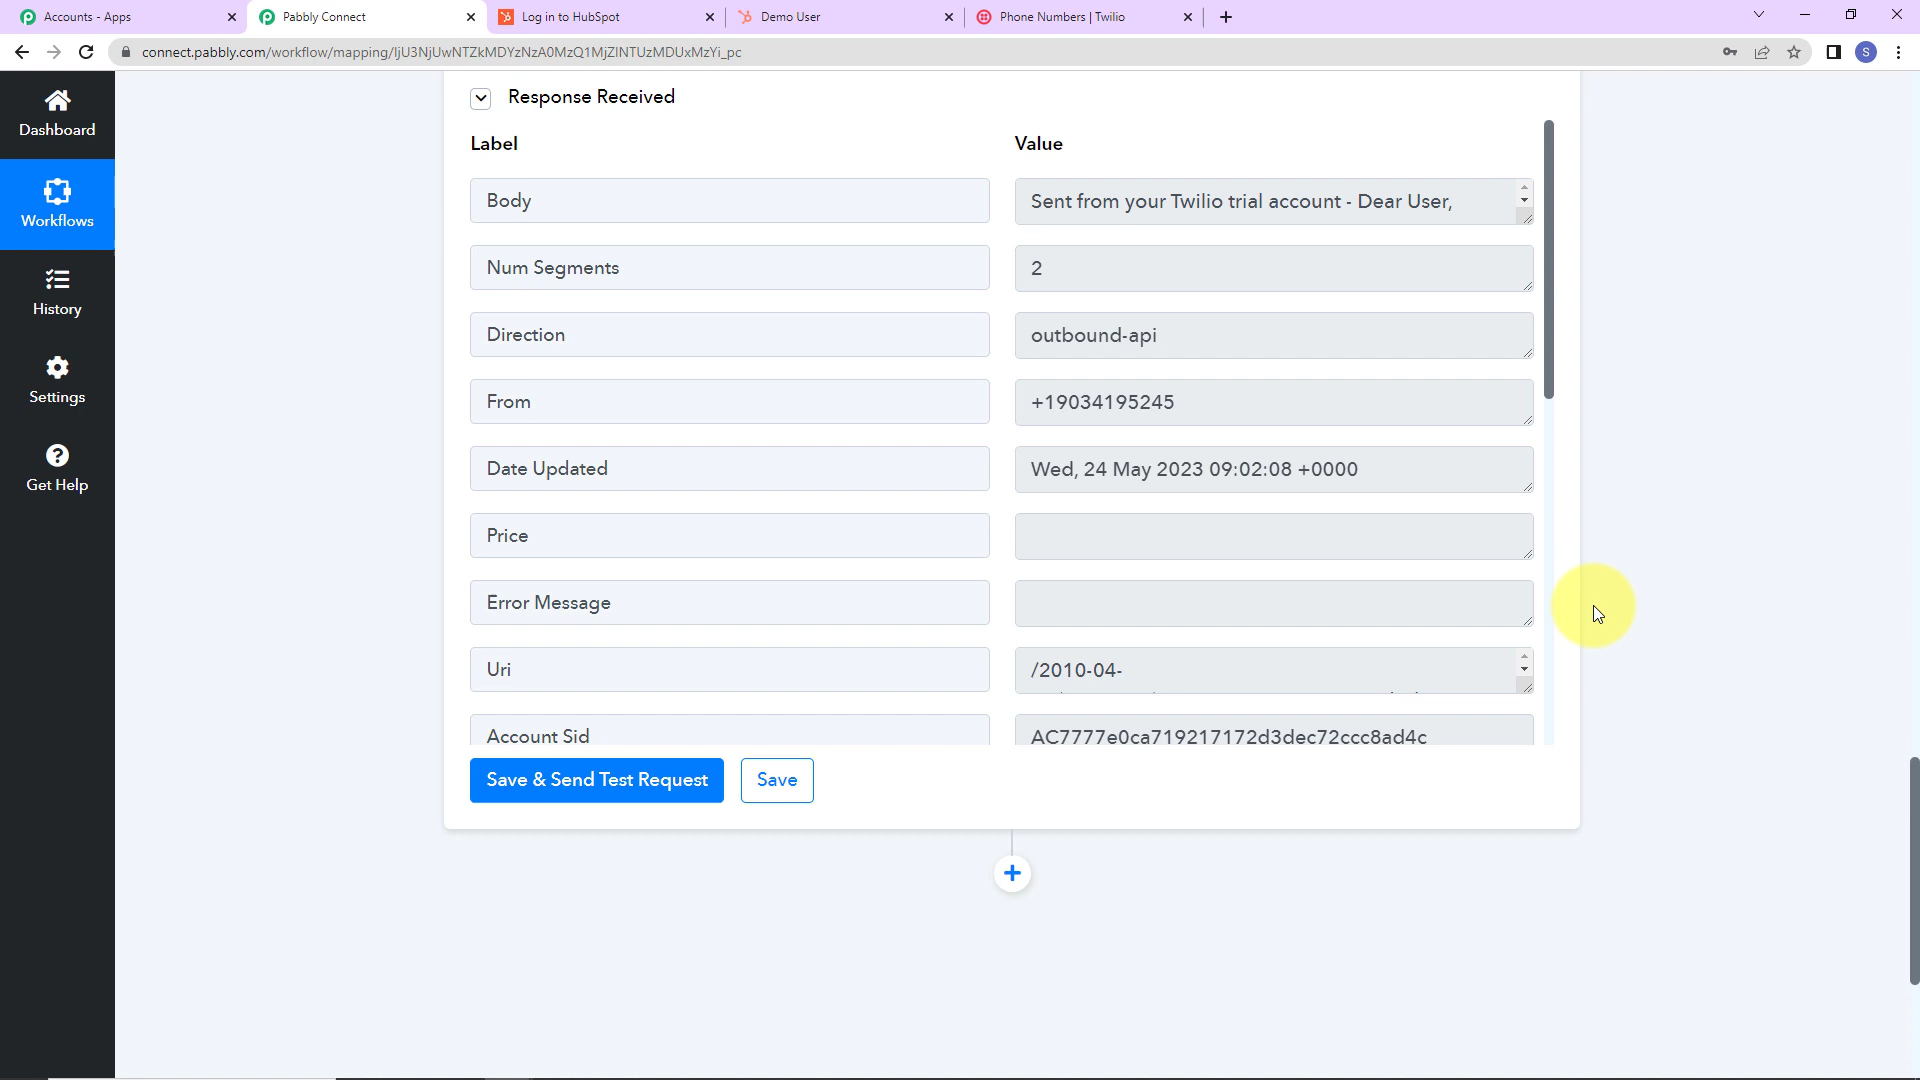 Accounts - Apps
Pabbly Connect
Log in to HubSpot
Demo User
Phone Numbers | Twilio
connect.pabbly.com/workflow/mapping/IjU3NjUwNTZkMDYzNzA0MzQ1MjZlNTUzMDUxMzYi_pc
S
Dashboard
Workflows
History
Settings
Get Help
Response Received
Label Value
Body Sent from your Twilio trial account - Dear User,
Num Segments 2
Direction outbound-api
From +19034195245
Date Updated Wed, 24 May 2023 09:02:08 +0000
Price
Error Message
Uri /2010-04-
Account Sid AC7777e0ca719217172d3dec72ccc8ad4c
Save & Send Test Request Save